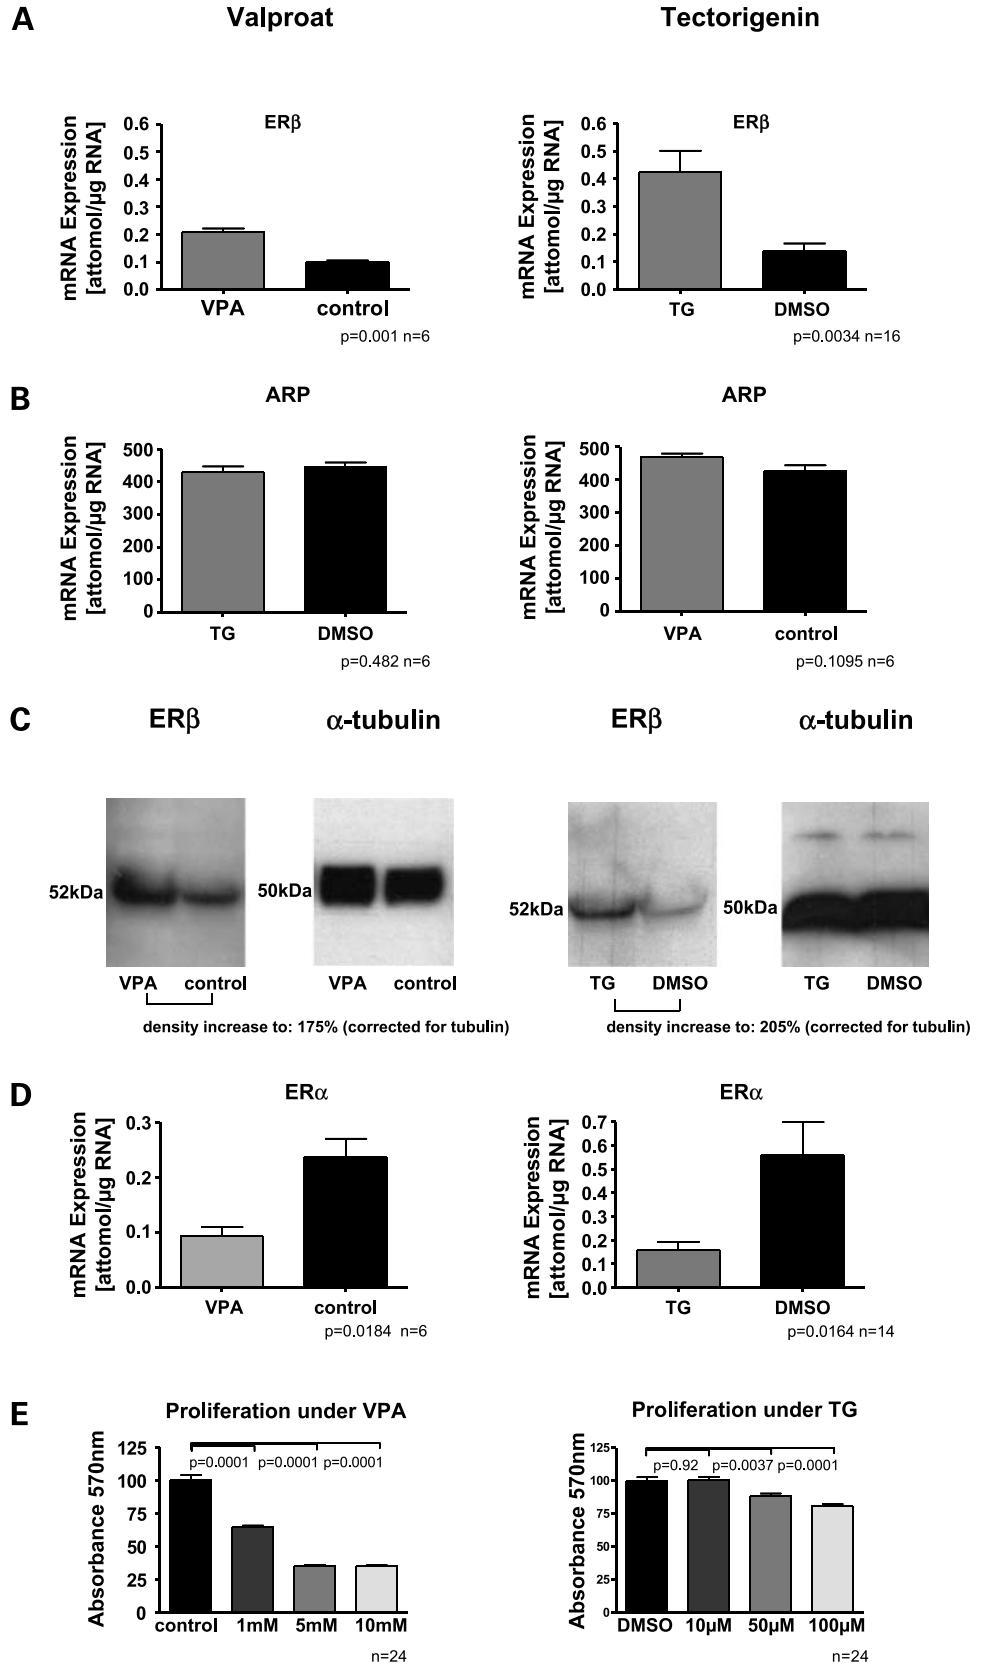 A Valproat Tectorigenin
ERβ
mRNA Expression
[attomol/µg RNA]
0.6
0.5
0.4
0.3
0.2
0.1
0.0
VPA control
p=0.001 n=6
ERβ
mRNA Expression
[attomol/µg RNA]
0.6
0.5
0.4
0.3
0.2
0.1
0.0
TG DMSO
p=0.0034 n=16
B
ARP
mRNA Expression
[attomol/µg RNA]
500
400
300
200
100
0
TG DMSO
p=0.482 n=6
ARP
mRNA Expression
[attomol/µg RNA]
500
400
300
200
100
0
VPA control
p=0.1095 n=6
C
ERβ α-tubulin
52kDa 50kDa
VPA control VPA control
density increase to: 175% (corrected for tubulin)
ERβ α-tubulin
52kDa 50kDa
TG DMSO TG DMSO
density increase to: 205% (corrected for tubulin)
D
ERα
mRNA Expression
[attomol/µg RNA]
0.3
0.2
0.1
0.0
VPA control
p=0.0184 n=6
ERα
mRNA Expression
[attomol/µg RNA]
0.7
0.6
0.5
0.4
0.3
0.2
0.1
0.0
TG DMSO
p=0.0164 n=14
E
Proliferation under VPA
Absorbance 570nm
125
100
75
50
25
0
p=0.0001 p=0.0001 p=0.0001
control 1mM 5mM 10mM
n=24
Proliferation under TG
Absorbance 570nm
125
100
75
50
25
0
p=0.92 p=0.0037 p=0.0001
DMSO 10µM 50µM 100µM
n=24